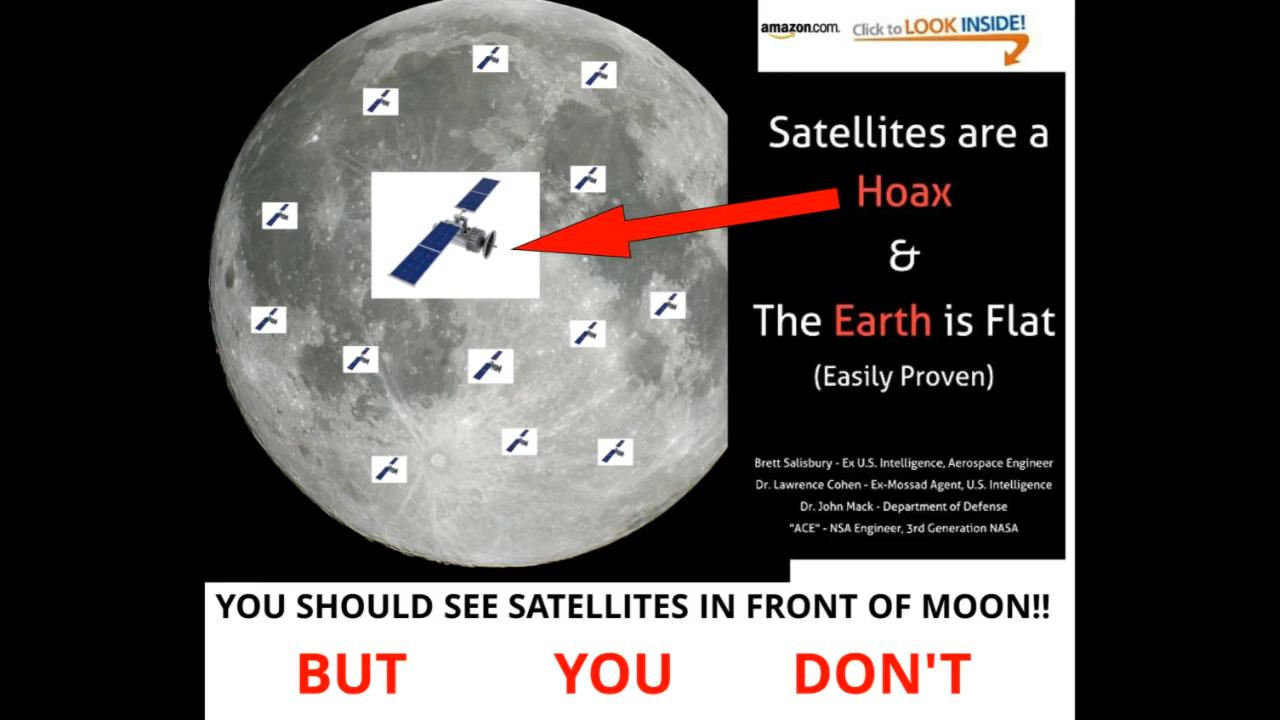 amazon.com. Click to LOOK INSIDE!
Satellites are a
Hoax
&
The Earth is Flat
(Easily Proven)
Brett Salisbury - Ex U.S. Intelligence, Aerospace Engineer
Dr. Lawrence Cohen - Ex-Mossad Agent, U.S. Intelligence
Dr. John Mack - Department of Defense
"ACE" - NSA Engineer, 3rd Generation NASA
YOU SHOULD SEE SATELLITES IN FRONT OF MOON!!
BUT YOU DON'T